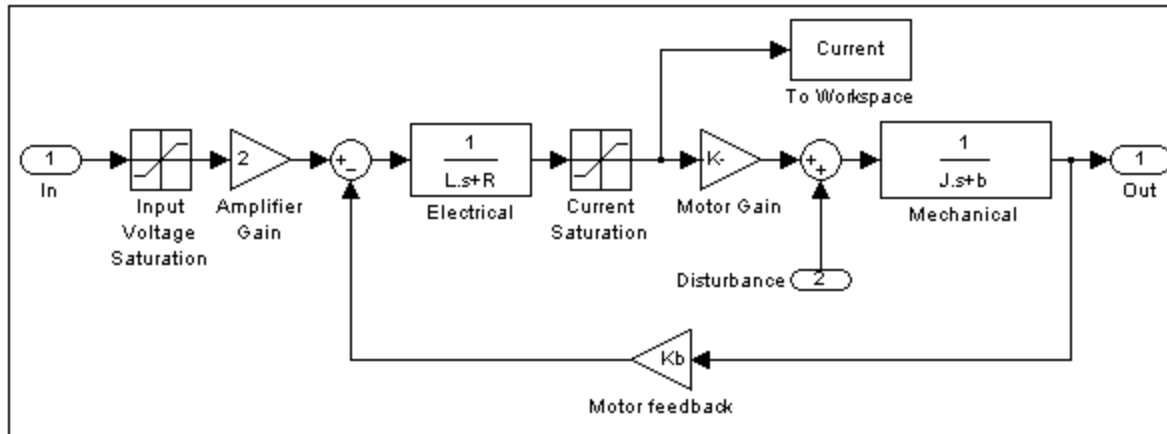 Current
To Workspace
1
In
Input
Voltage
Saturation
2
Amplifier
Gain
+
−
1
L.s+R
Electrical
Current
Saturation
K-
Motor Gain
+
+
1
J.s+b
Mechanical
1
Out
Disturbance
2
Kb
Motor feedback